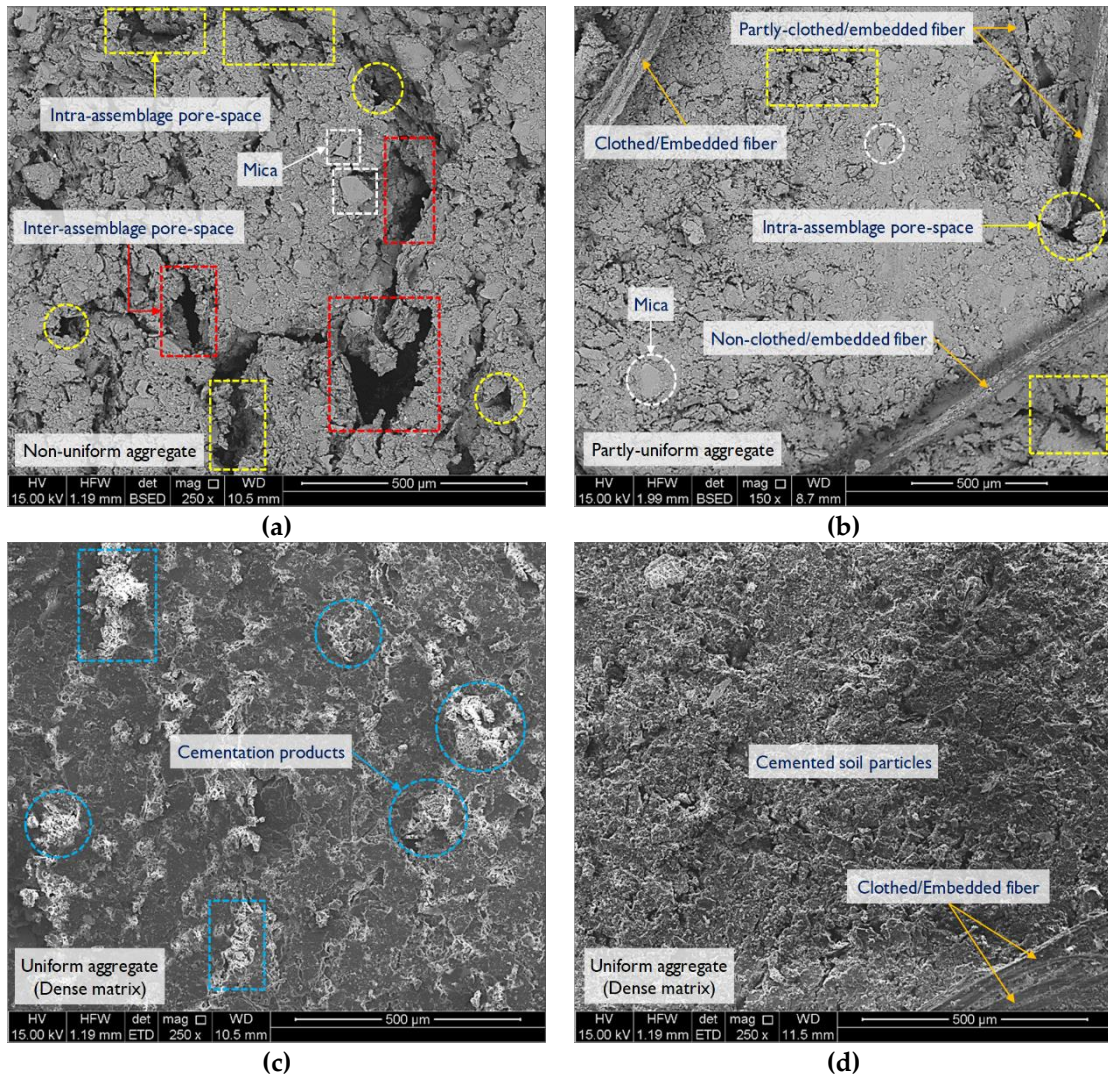 Intra-assemblage pore-space
Mica
Inter-assemblage pore-space
Non-uniform aggregate
HV HFW det mag □ WD
15.00 kV 1.19 mm BSED 250 x 10.5 mm 500 µm
(a)
Partly-clothed/embedded fiber
Clothed/Embedded fiber
Intra-assemblage pore-space
Mica
Non-clothed/embedded fiber
Partly-uniform aggregate
HV HFW det mag □ WD
15.00 kV 1.99 mm BSED 150 x 8.7 mm 500 µm
(b)
Cementation products
Uniform aggregate
(Dense matrix)
HV HFW det mag □ WD
15.00 kV 1.19 mm ETD 250 x 10.5 mm 500 µm
(c)
Cemented soil particles
Clothed/Embedded fiber
Uniform aggregate
(Dense matrix)
HV HFW det mag □ WD
15.00 kV 1.19 mm ETD 250 x 11.5 mm 500 µm
(d)